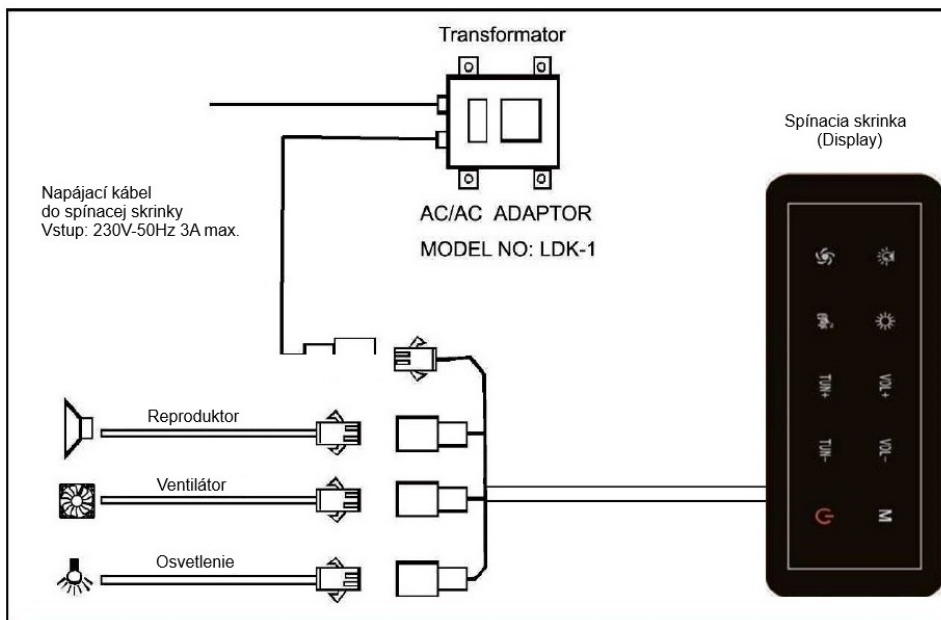 Transformator
Spínacia skrinka
(Display)
Napájací kábel
do spínacej skrinky
Vstup: 230V-50Hz 3A max.
AC/AC ADAPTOR
MODEL NO: LDK-1
Reproduktor
Ventilátor
Osvetlenie
TUN+
VOL+
TUN-
VOL-
M